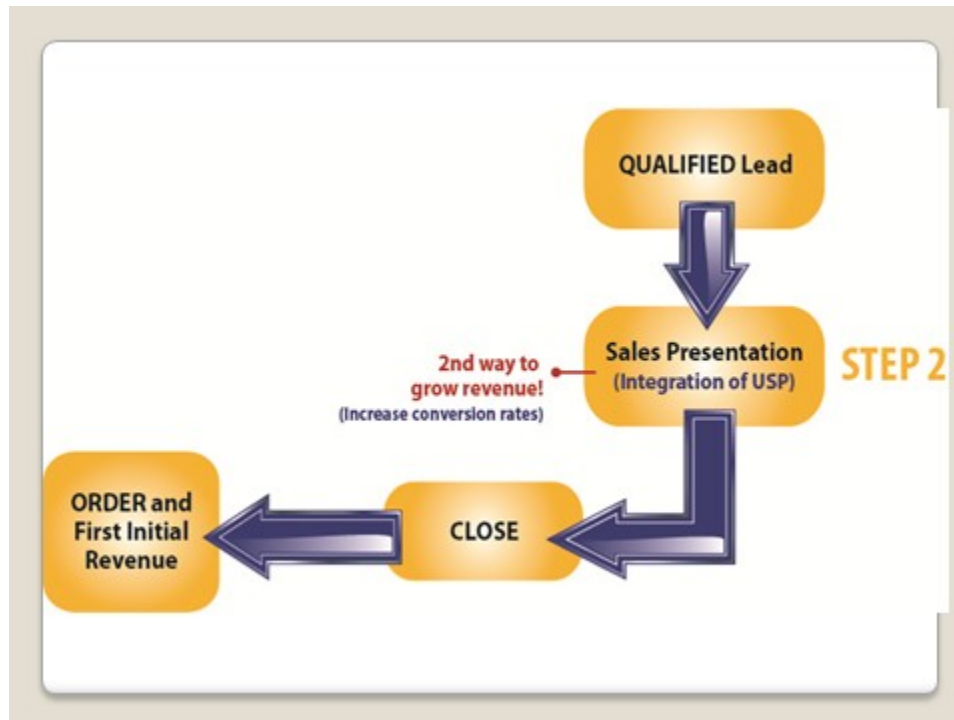 QUALIFIED Lead
Sales Presentation
(Integration of USP)
STEP 2
2nd way to
grow revenue!
(Increase conversion rates)
CLOSE
ORDER and
First Initial
Revenue